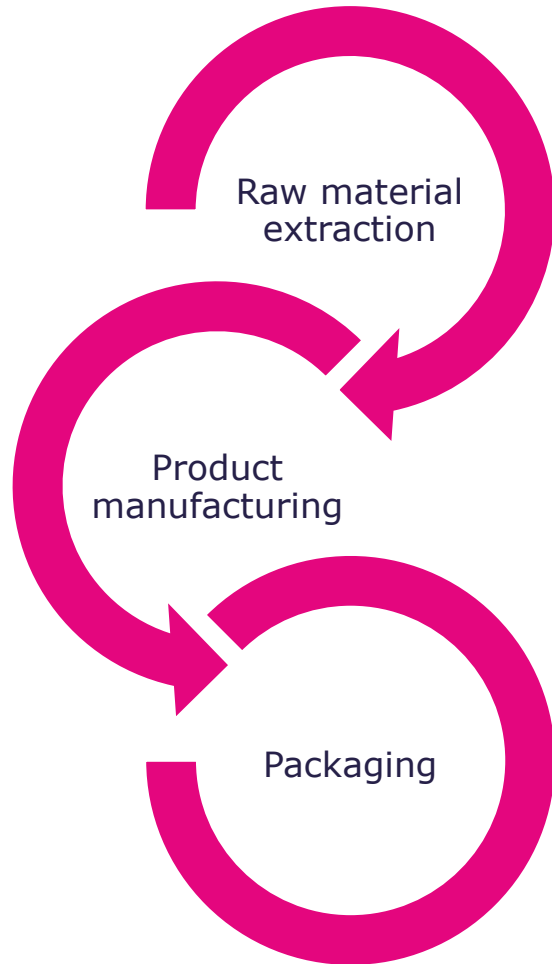 Raw material
extraction
Product
manufacturing
Packaging